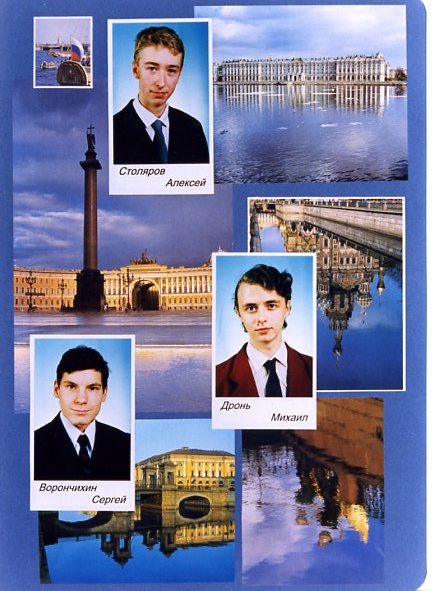 Столяров
Алексей
Дронь
Михаил
Ворончихин
Сергей